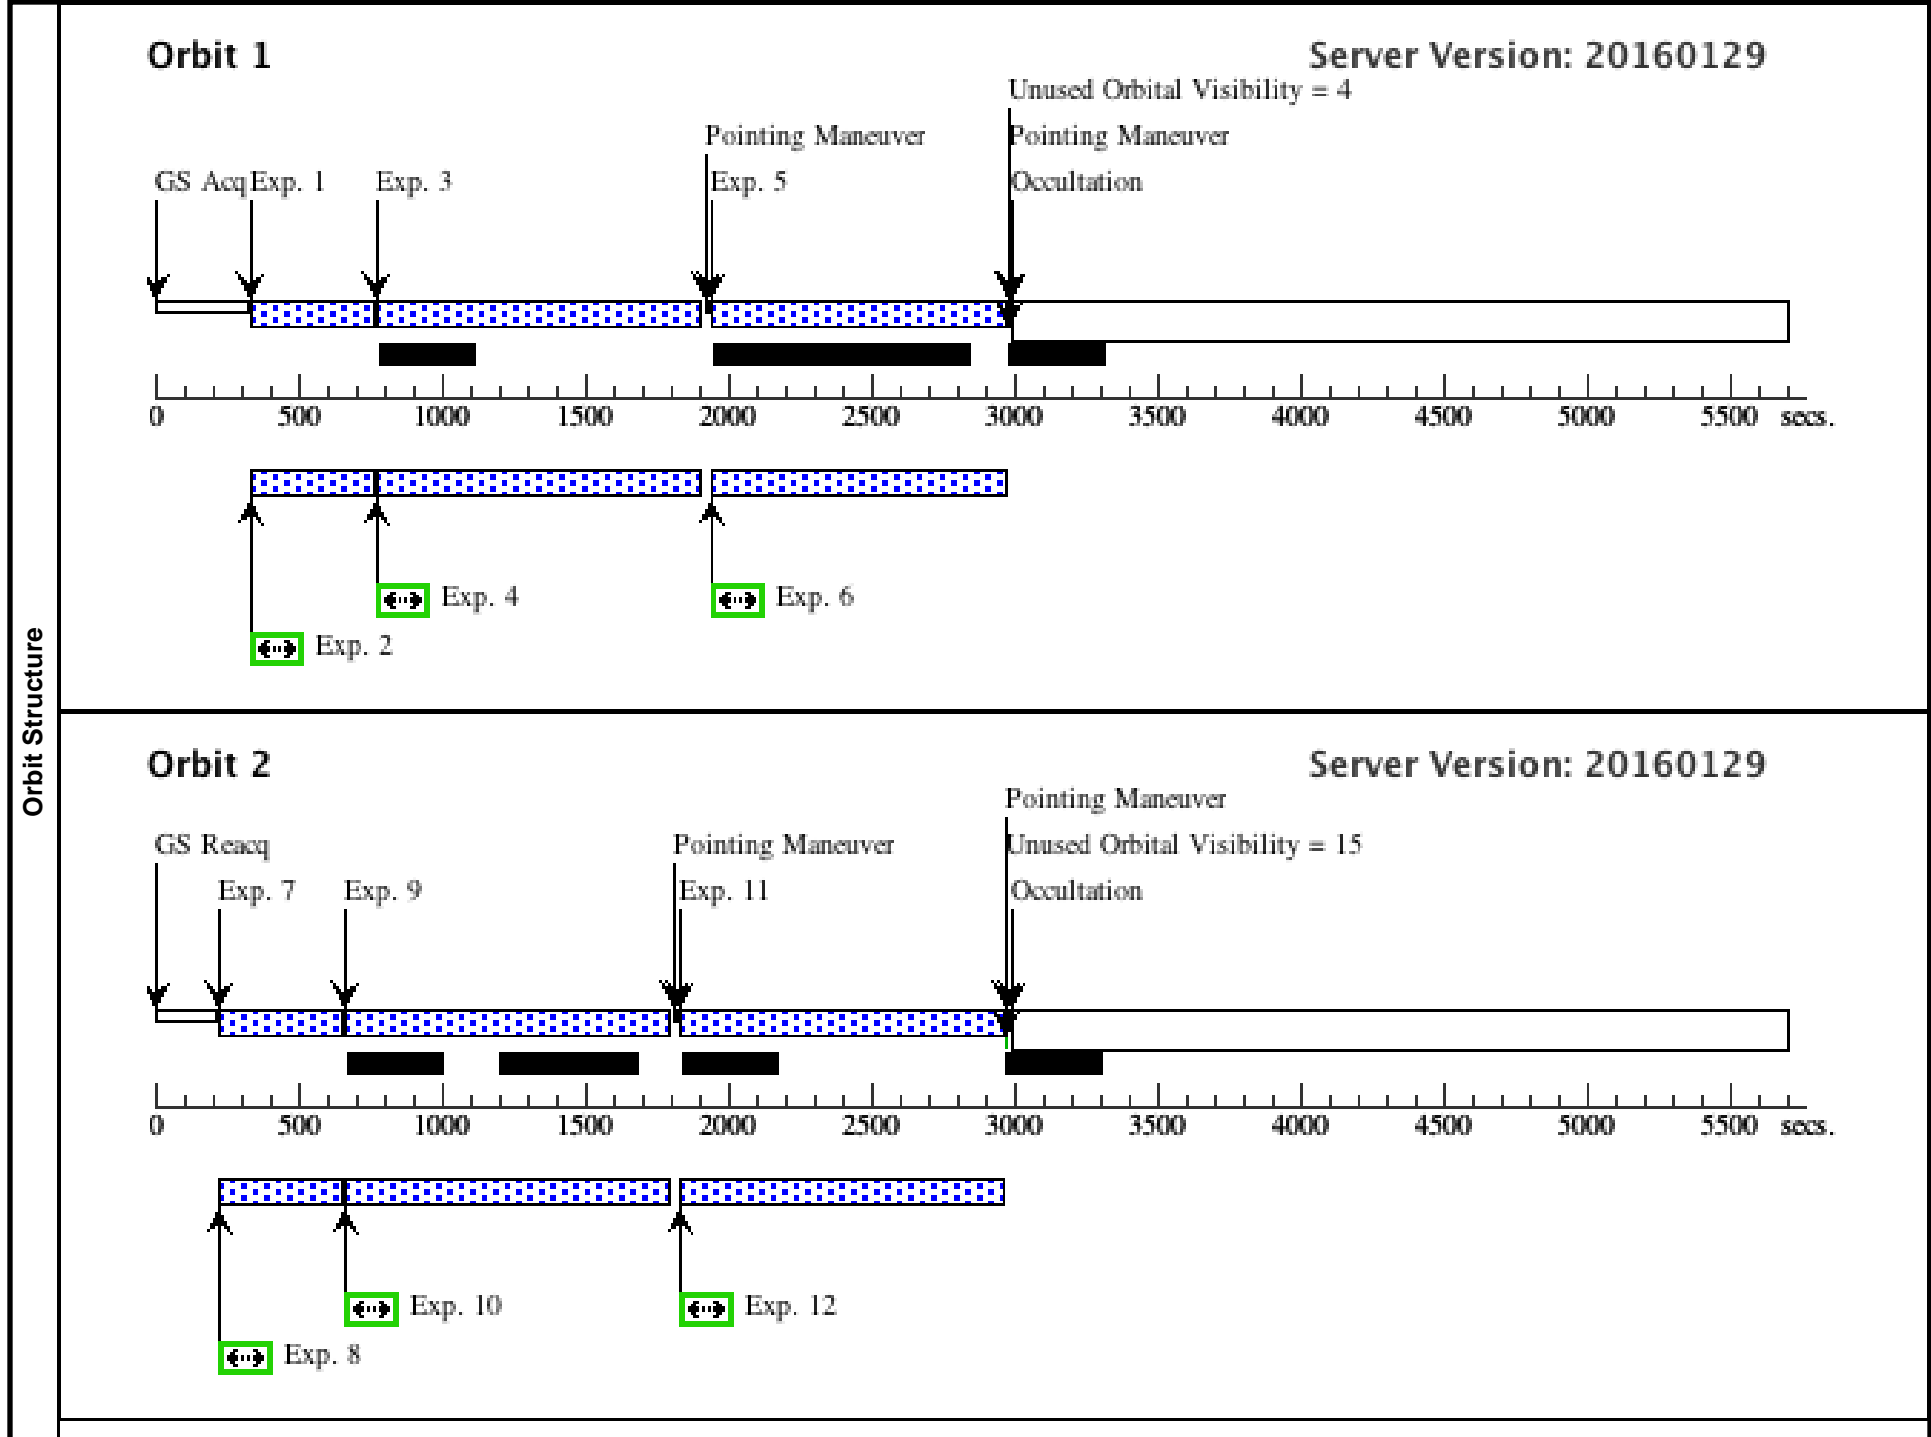 Orbit Structure
Orbit 1
Server Version: 20160129
Unused Orbital Visibility = 4
Pointing Maneuver
Pointing Maneuver
GS Acq
Exp. 1
Exp. 3
Exp. 5
Occultation
0 500 1000 1500 2000 2500 3000 3500 4000 4500 5000 5500 secs.
Exp. 4
Exp. 6
Exp. 2
Orbit 2
Server Version: 20160129
Pointing Maneuver
GS Reacq
Pointing Maneuver
Unused Orbital Visibility = 15
Exp. 7
Exp. 9
Exp. 11
Occultation
0 500 1000 1500 2000 2500 3000 3500 4000 4500 5000 5500 secs.
Exp. 10
Exp. 12
Exp. 8